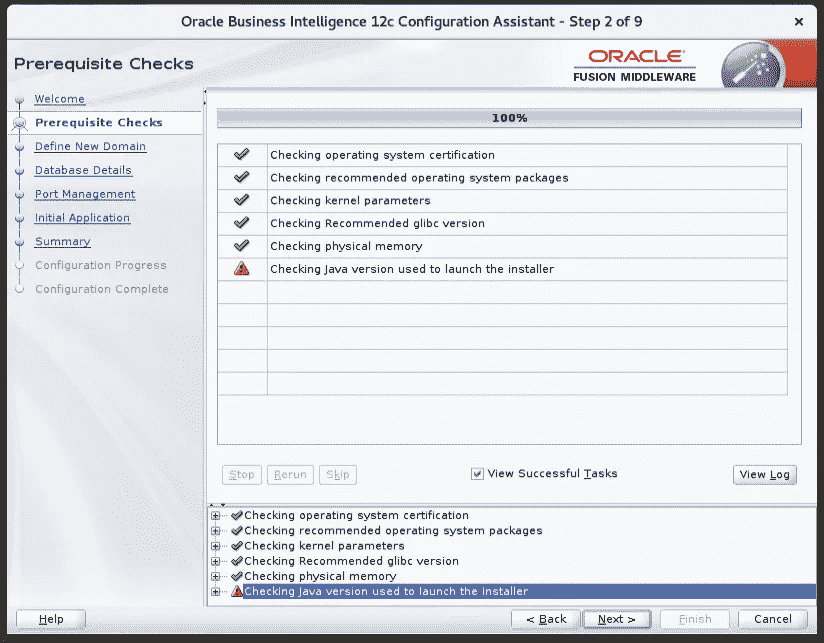 Oracle Business Intelligence 12c Configuration Assistant - Step 2 of 9
Prerequisite Checks
ORACLE
FUSION MIDDLEWARE
Welcome
Prerequisite Checks
Define New Domain
Database Details
Port Management
Initial Application
Summary
Configuration Progress
Configuration Complete
100%
Checking operating system certification
Checking recommended operating system packages
Checking kernel parameters
Checking Recommended glibc version
Checking physical memory
Checking Java version used to launch the installer
Stop Rerun Skip View Successful Tasks View Log
Checking operating system certification
Checking recommended operating system packages
Checking kernel parameters
Checking Recommended glibc version
Checking physical memory
Checking Java version used to launch the installer
Help < Back Next > Finish Cancel